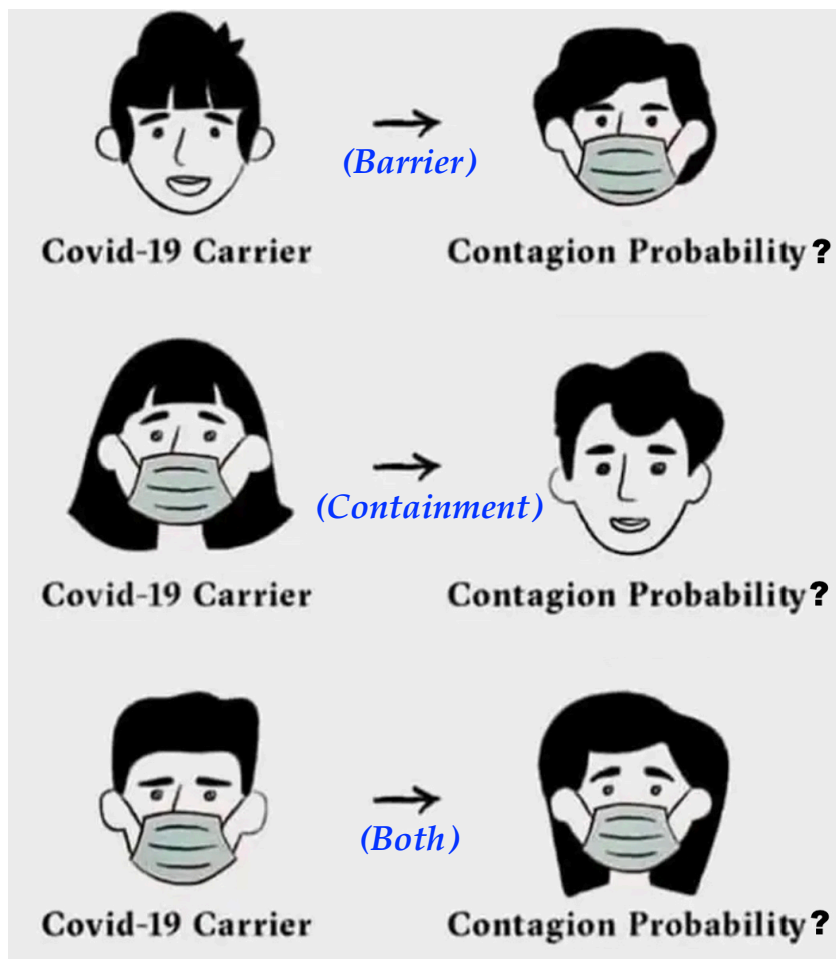 (Barrier)
Covid-19 Carrier
Contagion Probability?
(Containment)
Covid-19 Carrier
Contagion Probability?
(Both)
Covid-19 Carrier
Contagion Probability?